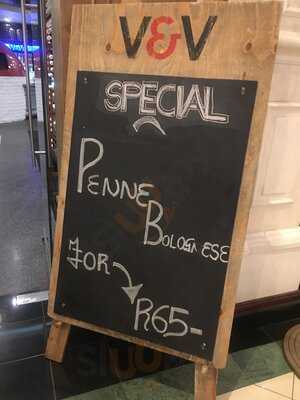 V&V
SPECIAL
PENNE
BOLOGNESE
FOR
R65-